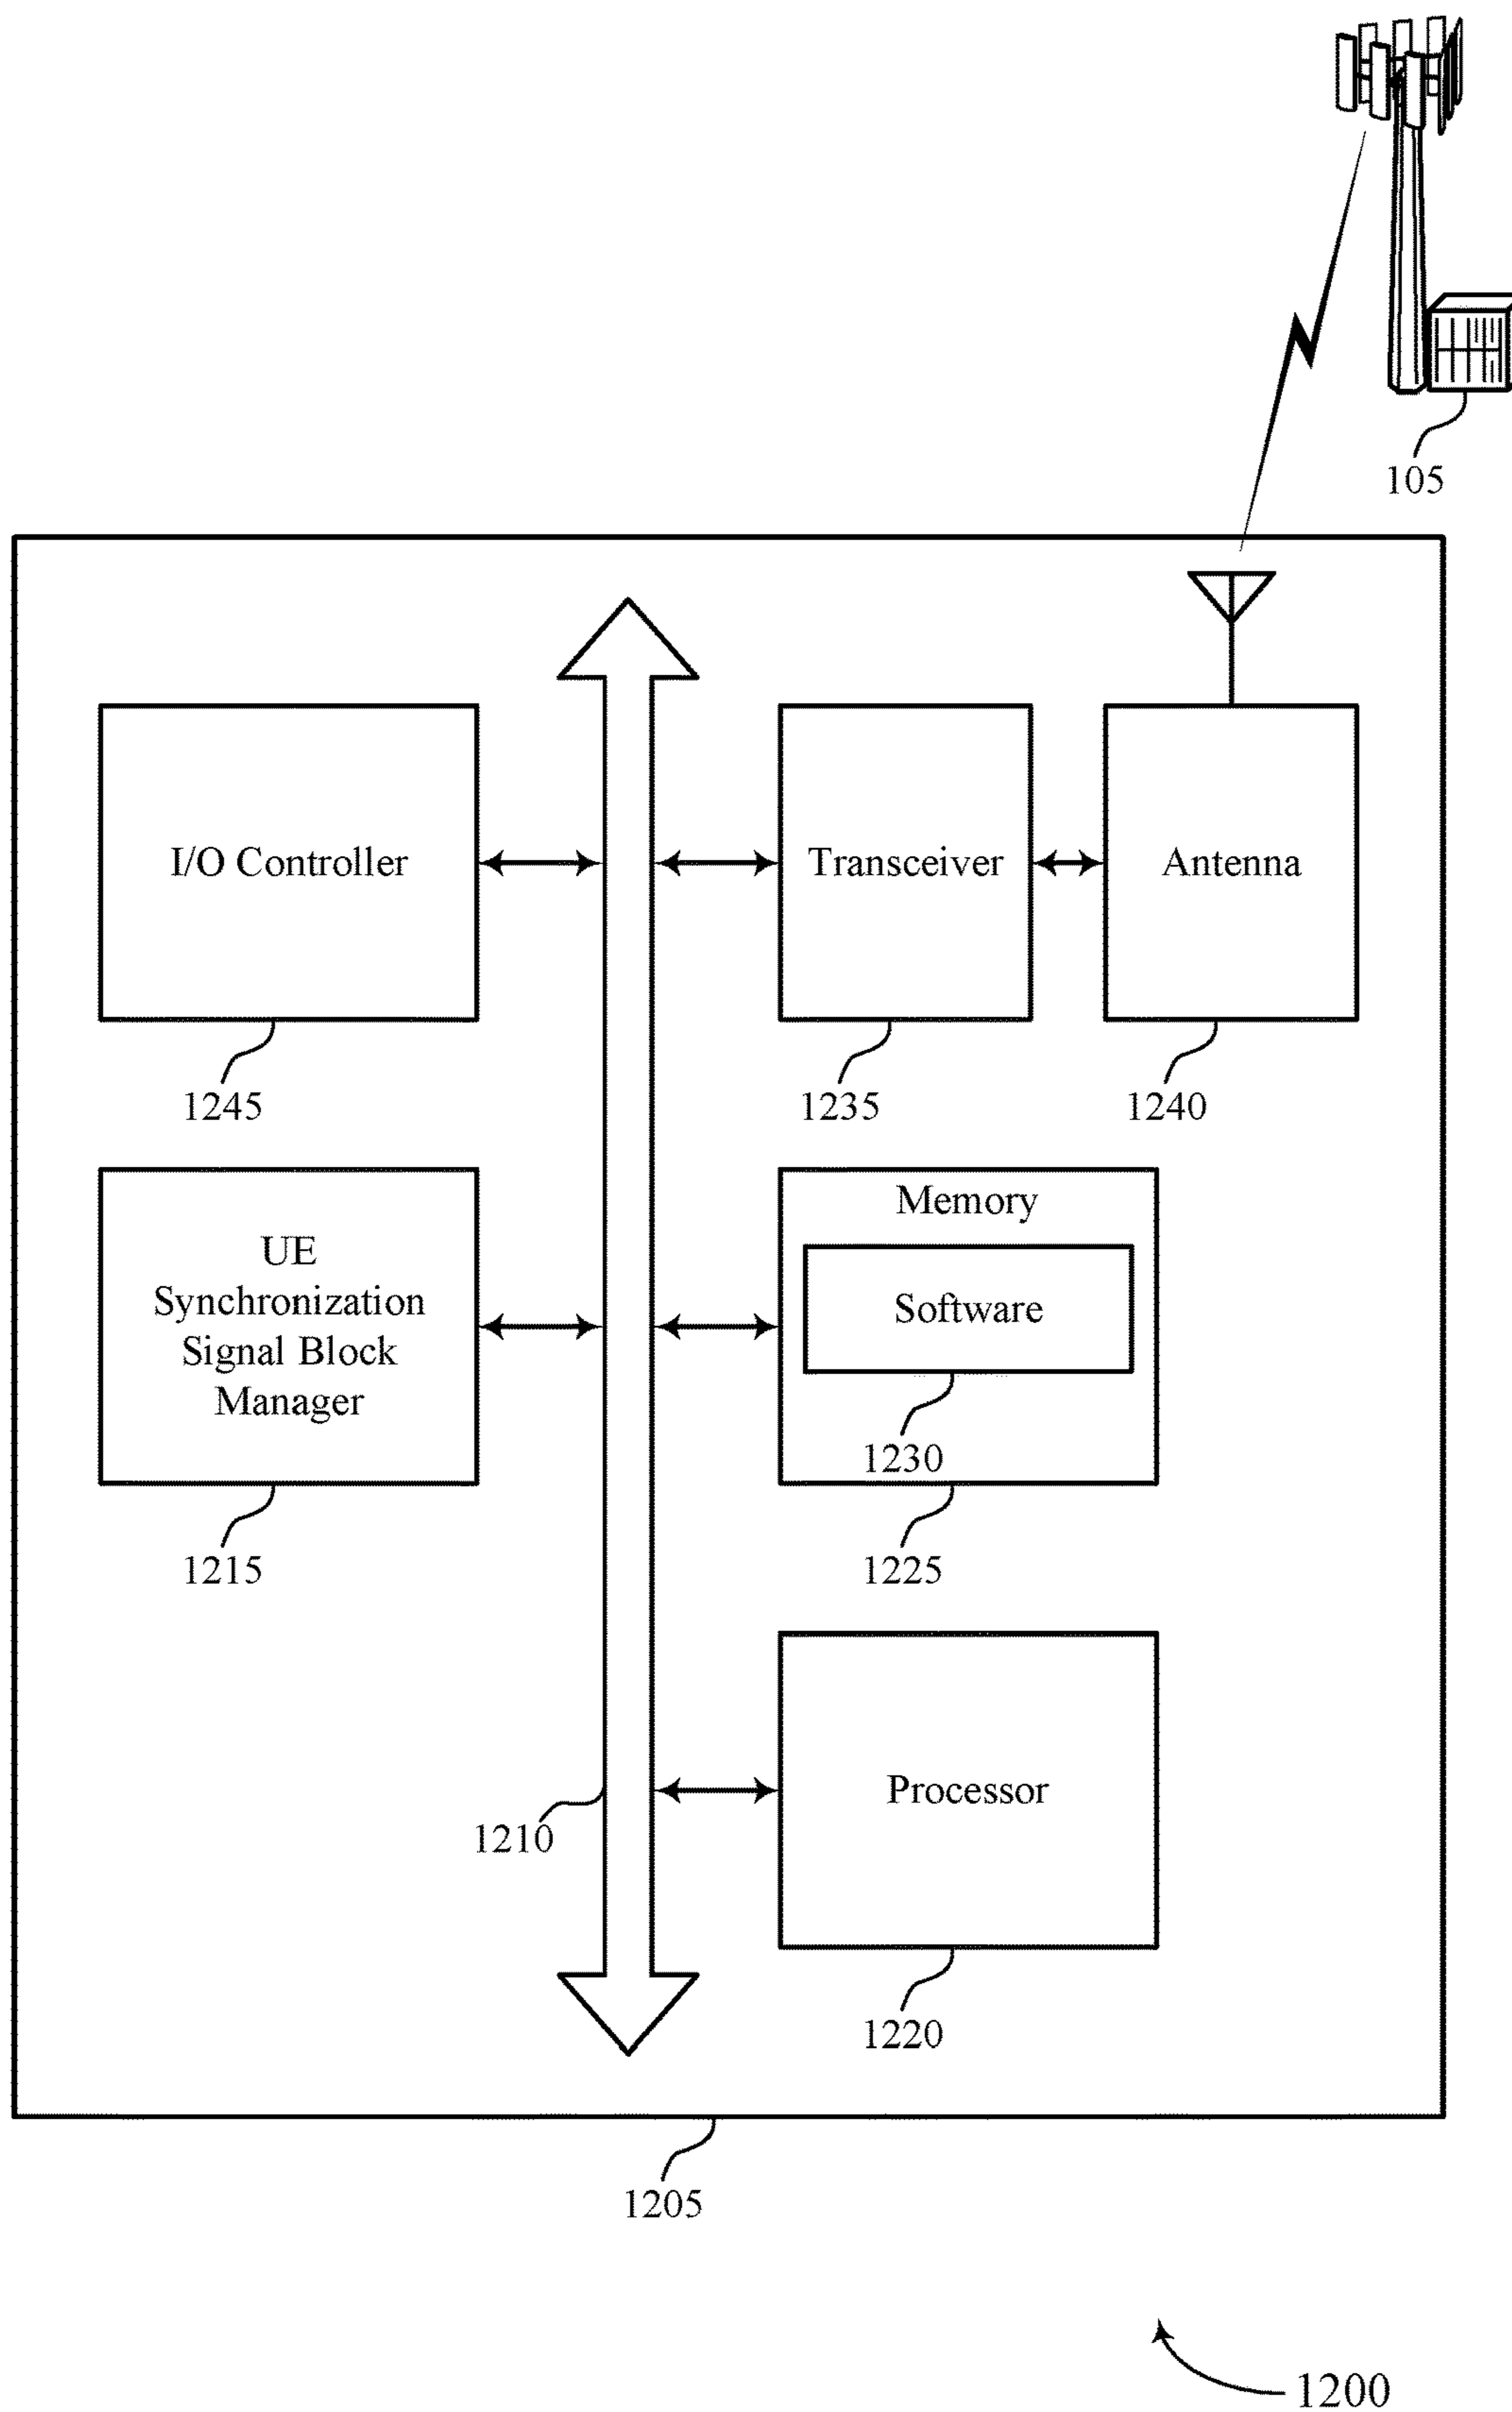 105
I/O Controller
Transceiver
Antenna
1245
1235
1240
UE
Synchronization
Signal Block
Manager
Memory
Software
1230
1215
1225
Processor
1210
1220
1205
1200